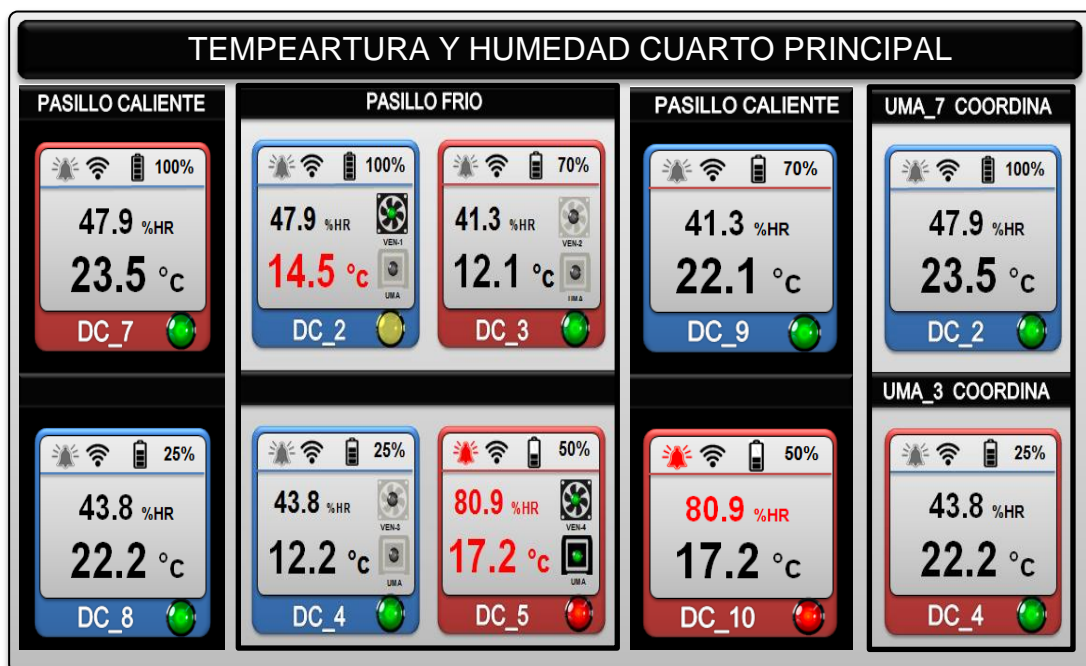 TEMPEARTURA Y HUMEDAD CUARTO PRINCIPAL
PASILLO CALIENTE
100%
47.9 %HR
23.5 °C
DC_7
25%
43.8 %HR
22.2 °C
DC_8
PASILLO FRIO
100%
47.9 %HR
VEN-1
14.5 °C
UMA
DC_2
70%
41.3 %HR
VEN-2
12.1 °C
UMA
DC_3
25%
43.8 %HR
VEN-3
12.2 °C
UMA
DC_4
50%
80.9 %HR
VEN-4
17.2 °C
UMA
DC_5
PASILLO CALIENTE
70%
41.3 %HR
22.1 °C
DC_9
50%
80.9 %HR
17.2 °C
DC_10
UMA_7 COORDINA
100%
47.9 %HR
23.5 °C
DC_2
UMA_3 COORDINA
25%
43.8 %HR
22.2 °C
DC_4